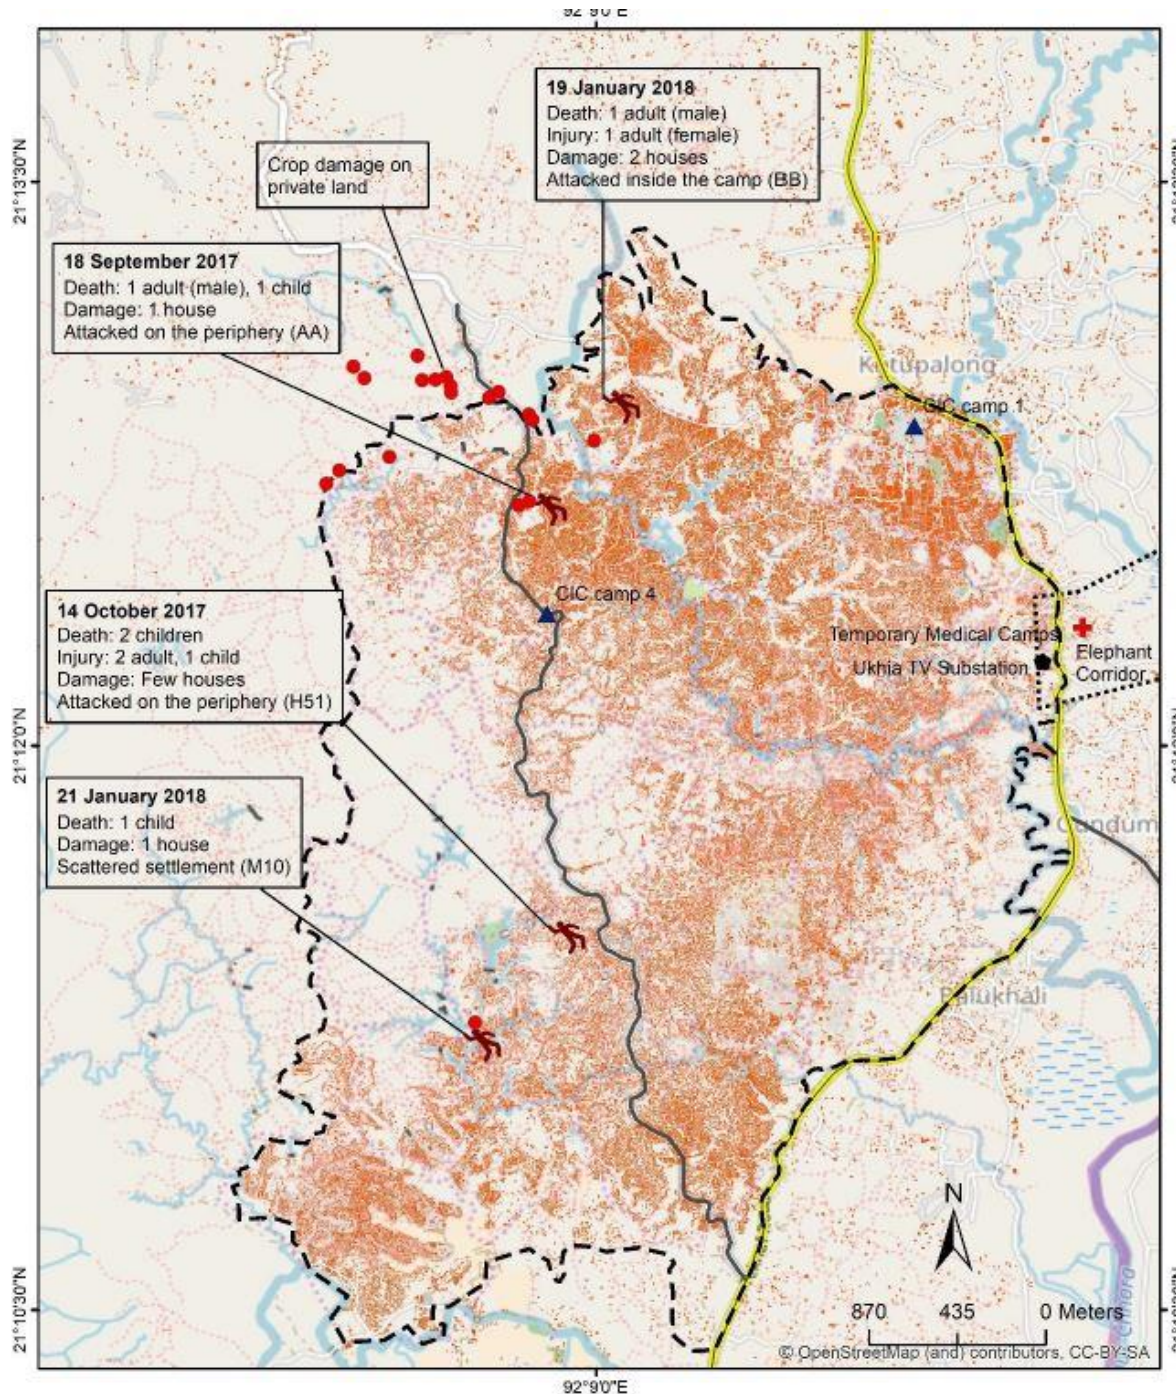 92°9'0"E
19 January 2018
Death: 1 adult (male)
Injury: 1 adult (female)
Damage: 2 houses
Attacked inside the camp (BB)
Crop damage on
private land
21°13'30"N
18 September 2017
Death: 1 adult (male), 1 child
Damage: 1 house
Attacked on the periphery (AA)
Kutupalong
CIC camp 1
CIC camp 4
14 October 2017
Death: 2 children
Injury: 2 adult, 1 child
Damage: Few houses
Attacked on the periphery (H51)
Temporary Medical Camps
Ukhia TV Substation
Elephant
Corridor
21°12'0"N
21 January 2018
Death: 1 child
Damage: 1 house
Scattered settlement (M10)
Gundum
Balukhali
N
870 435 0 Meters
21°10'30"N
© OpenStreetMap (and) contributors, CC-BY-SA
92°9'0"E